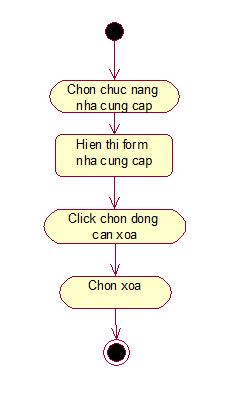 Chon chuc nang
nha cung cap
Hien thi form
nha cung cap
Click chon dong
can xoa
Chon xoa